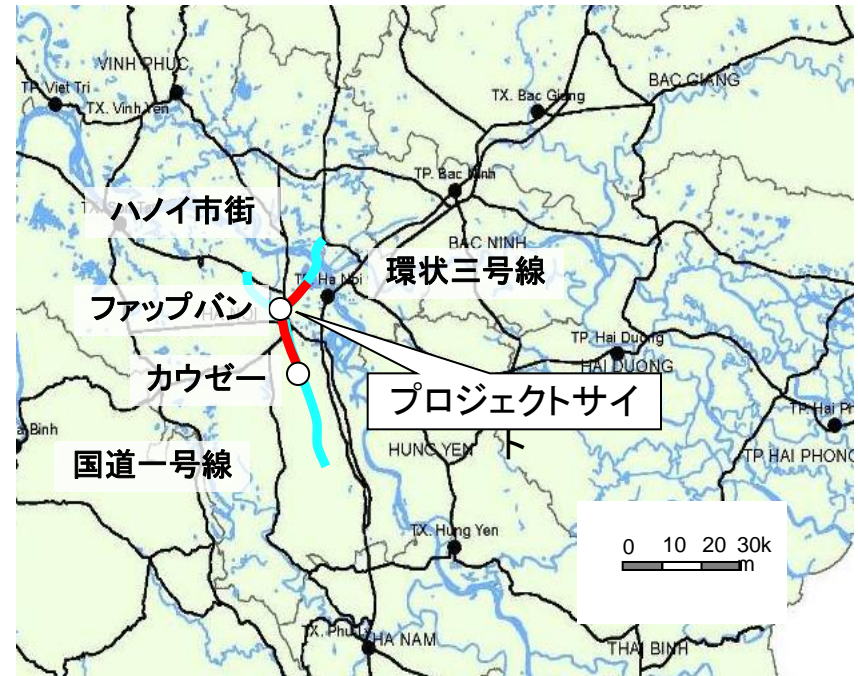 VINH PHUC
TP. Viet Tri
TX. Vinh Yen
BAC GIANG
TX. Bac Giang
TP. Bac Ninh
ハノイ市街
BAC NINH
環状三号線
Ha Noi
ファップバン
カウゼー
TP. Hai Duong
HAI DUONG
プロジェクトサイ
ト
TP. Hai Ph
a Binh
国道一号線
HUNG YEN
TP HAI PHONG
TX. Hung Yen
0 10 20 30k
m
TX. Phu Ly
HA NAM
THAI BINH